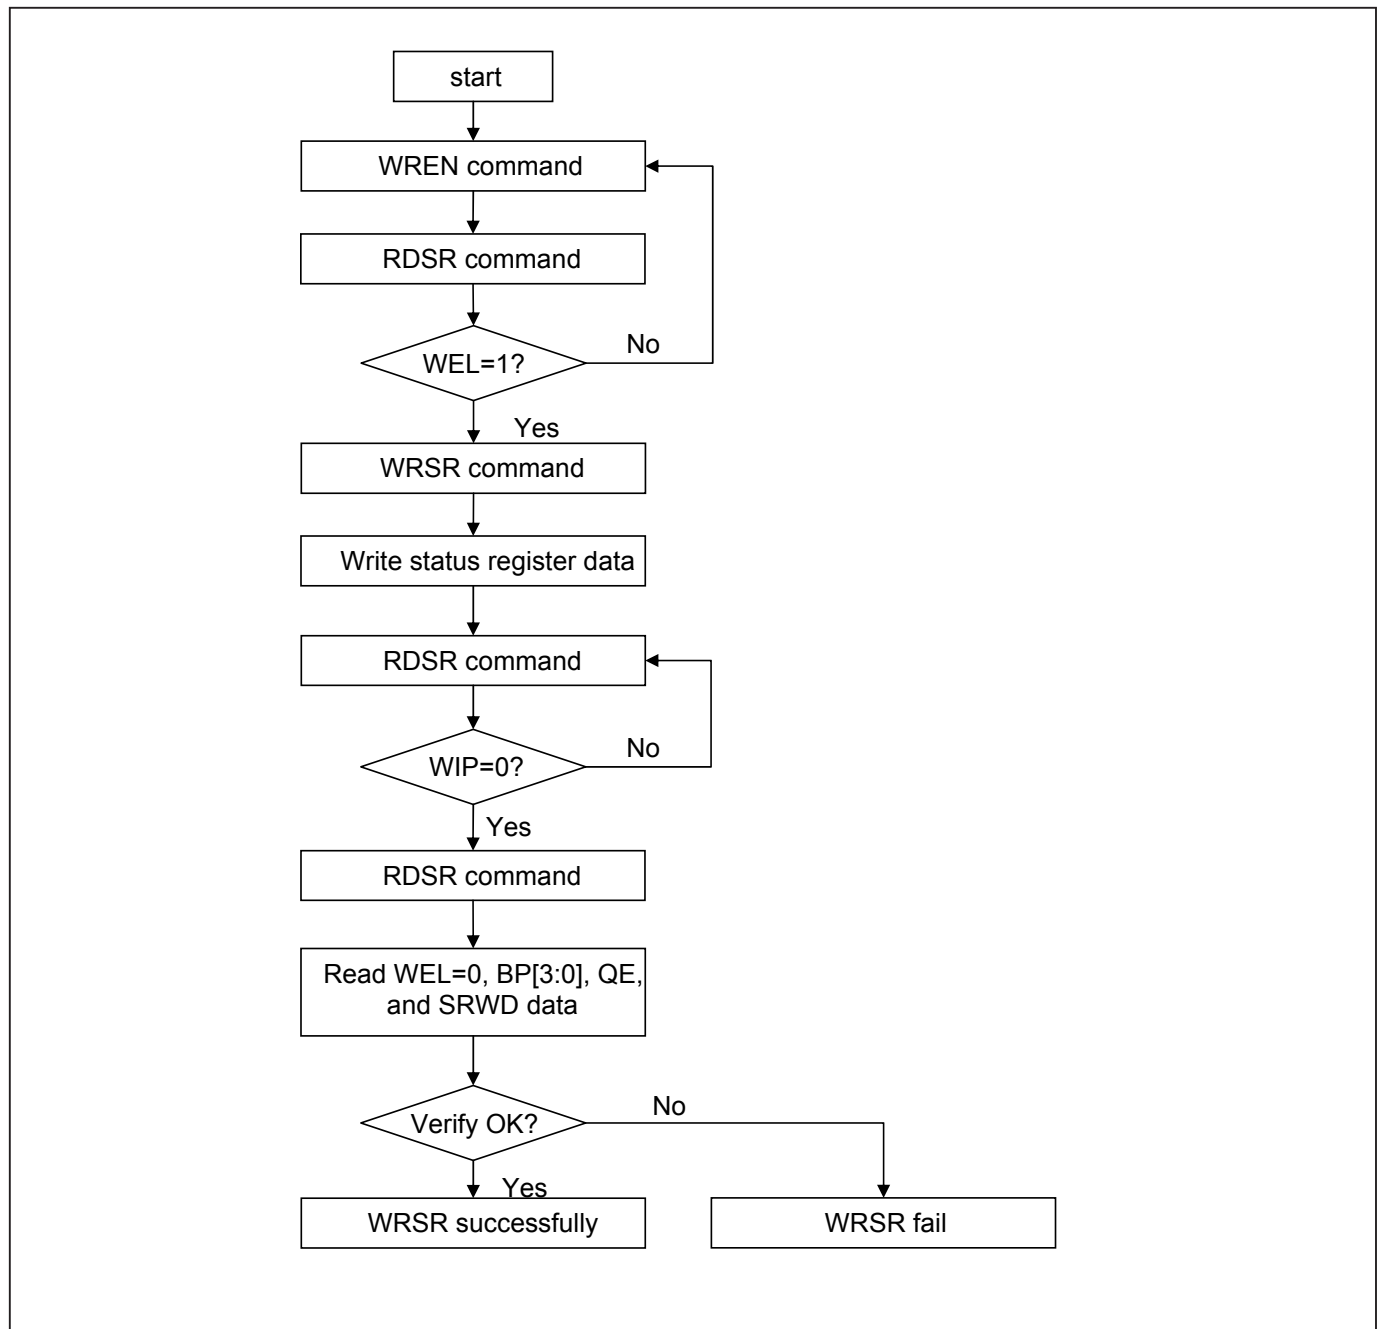 start
WREN command
RDSR command
WEL=1?
No
Yes
WRSR command
Write status register data
RDSR command
WIP=0?
No
Yes
RDSR command
Read WEL=0, BP[3:0], QE,
and SRWD data
Verify OK?
No
Yes
WRSR successfully
WRSR fail